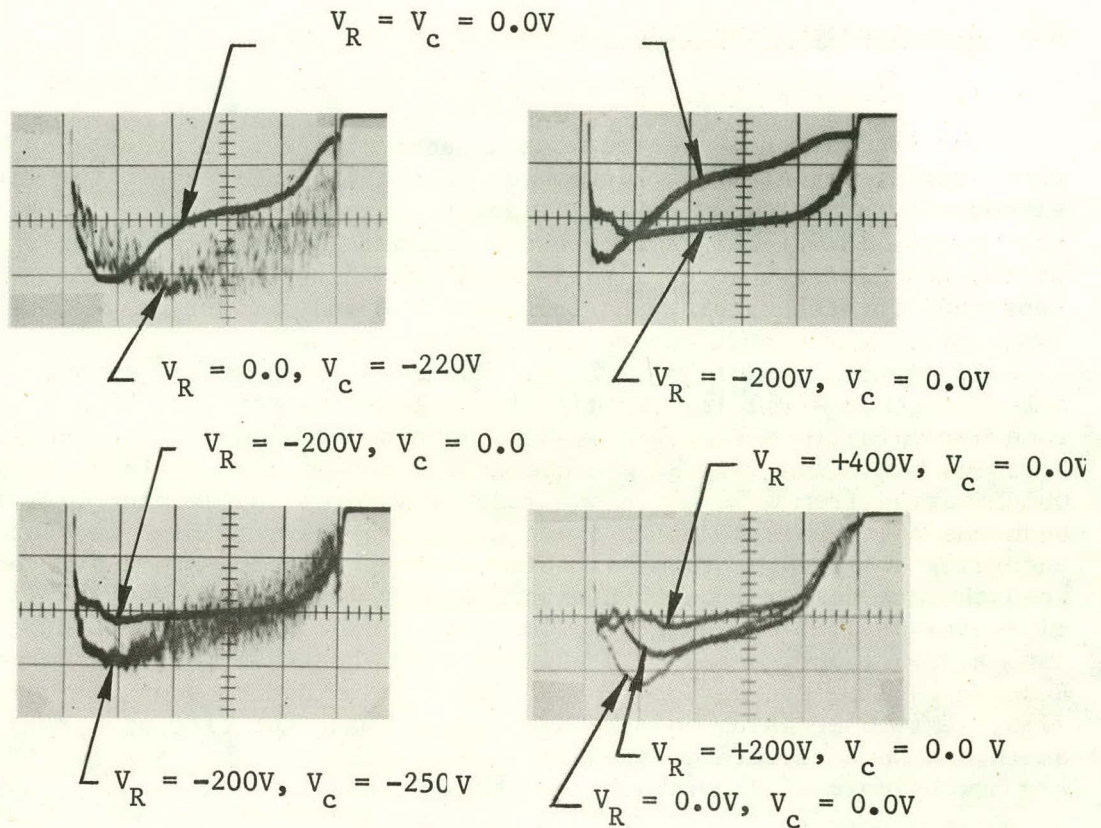 V_R = V_c = 0.0V
V_R = 0.0, V_c = -220V
V_R = -200V, V_c = 0.0V
V_R = -200V, V_c = 0.0
V_R = +400V, V_c = 0.0V
V_R = -200V, V_c = -250V
V_R = +200V, V_c = 0.0 V
V_R = 0.0V, V_c = 0.0V